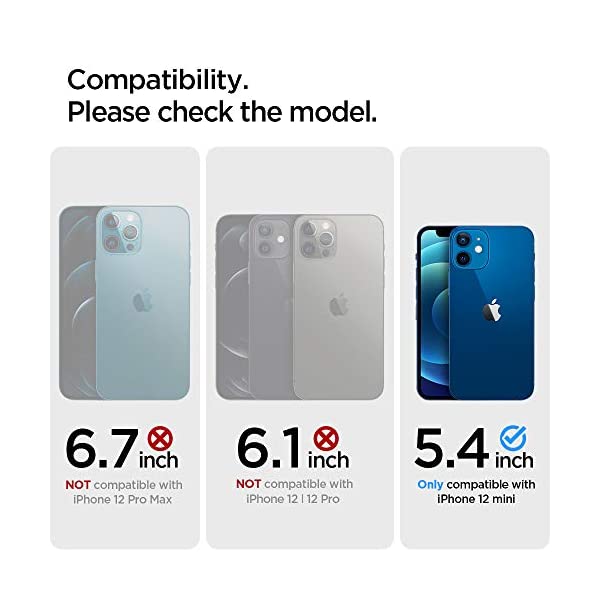 Compatibility.
Please check the model.
6.7 inch
NOT compatible with
iPhone 12 Pro Max
6.1 inch
NOT compatible with
iPhone 12 | 12 Pro
5.4 inch
Only compatible with
iPhone 12 mini